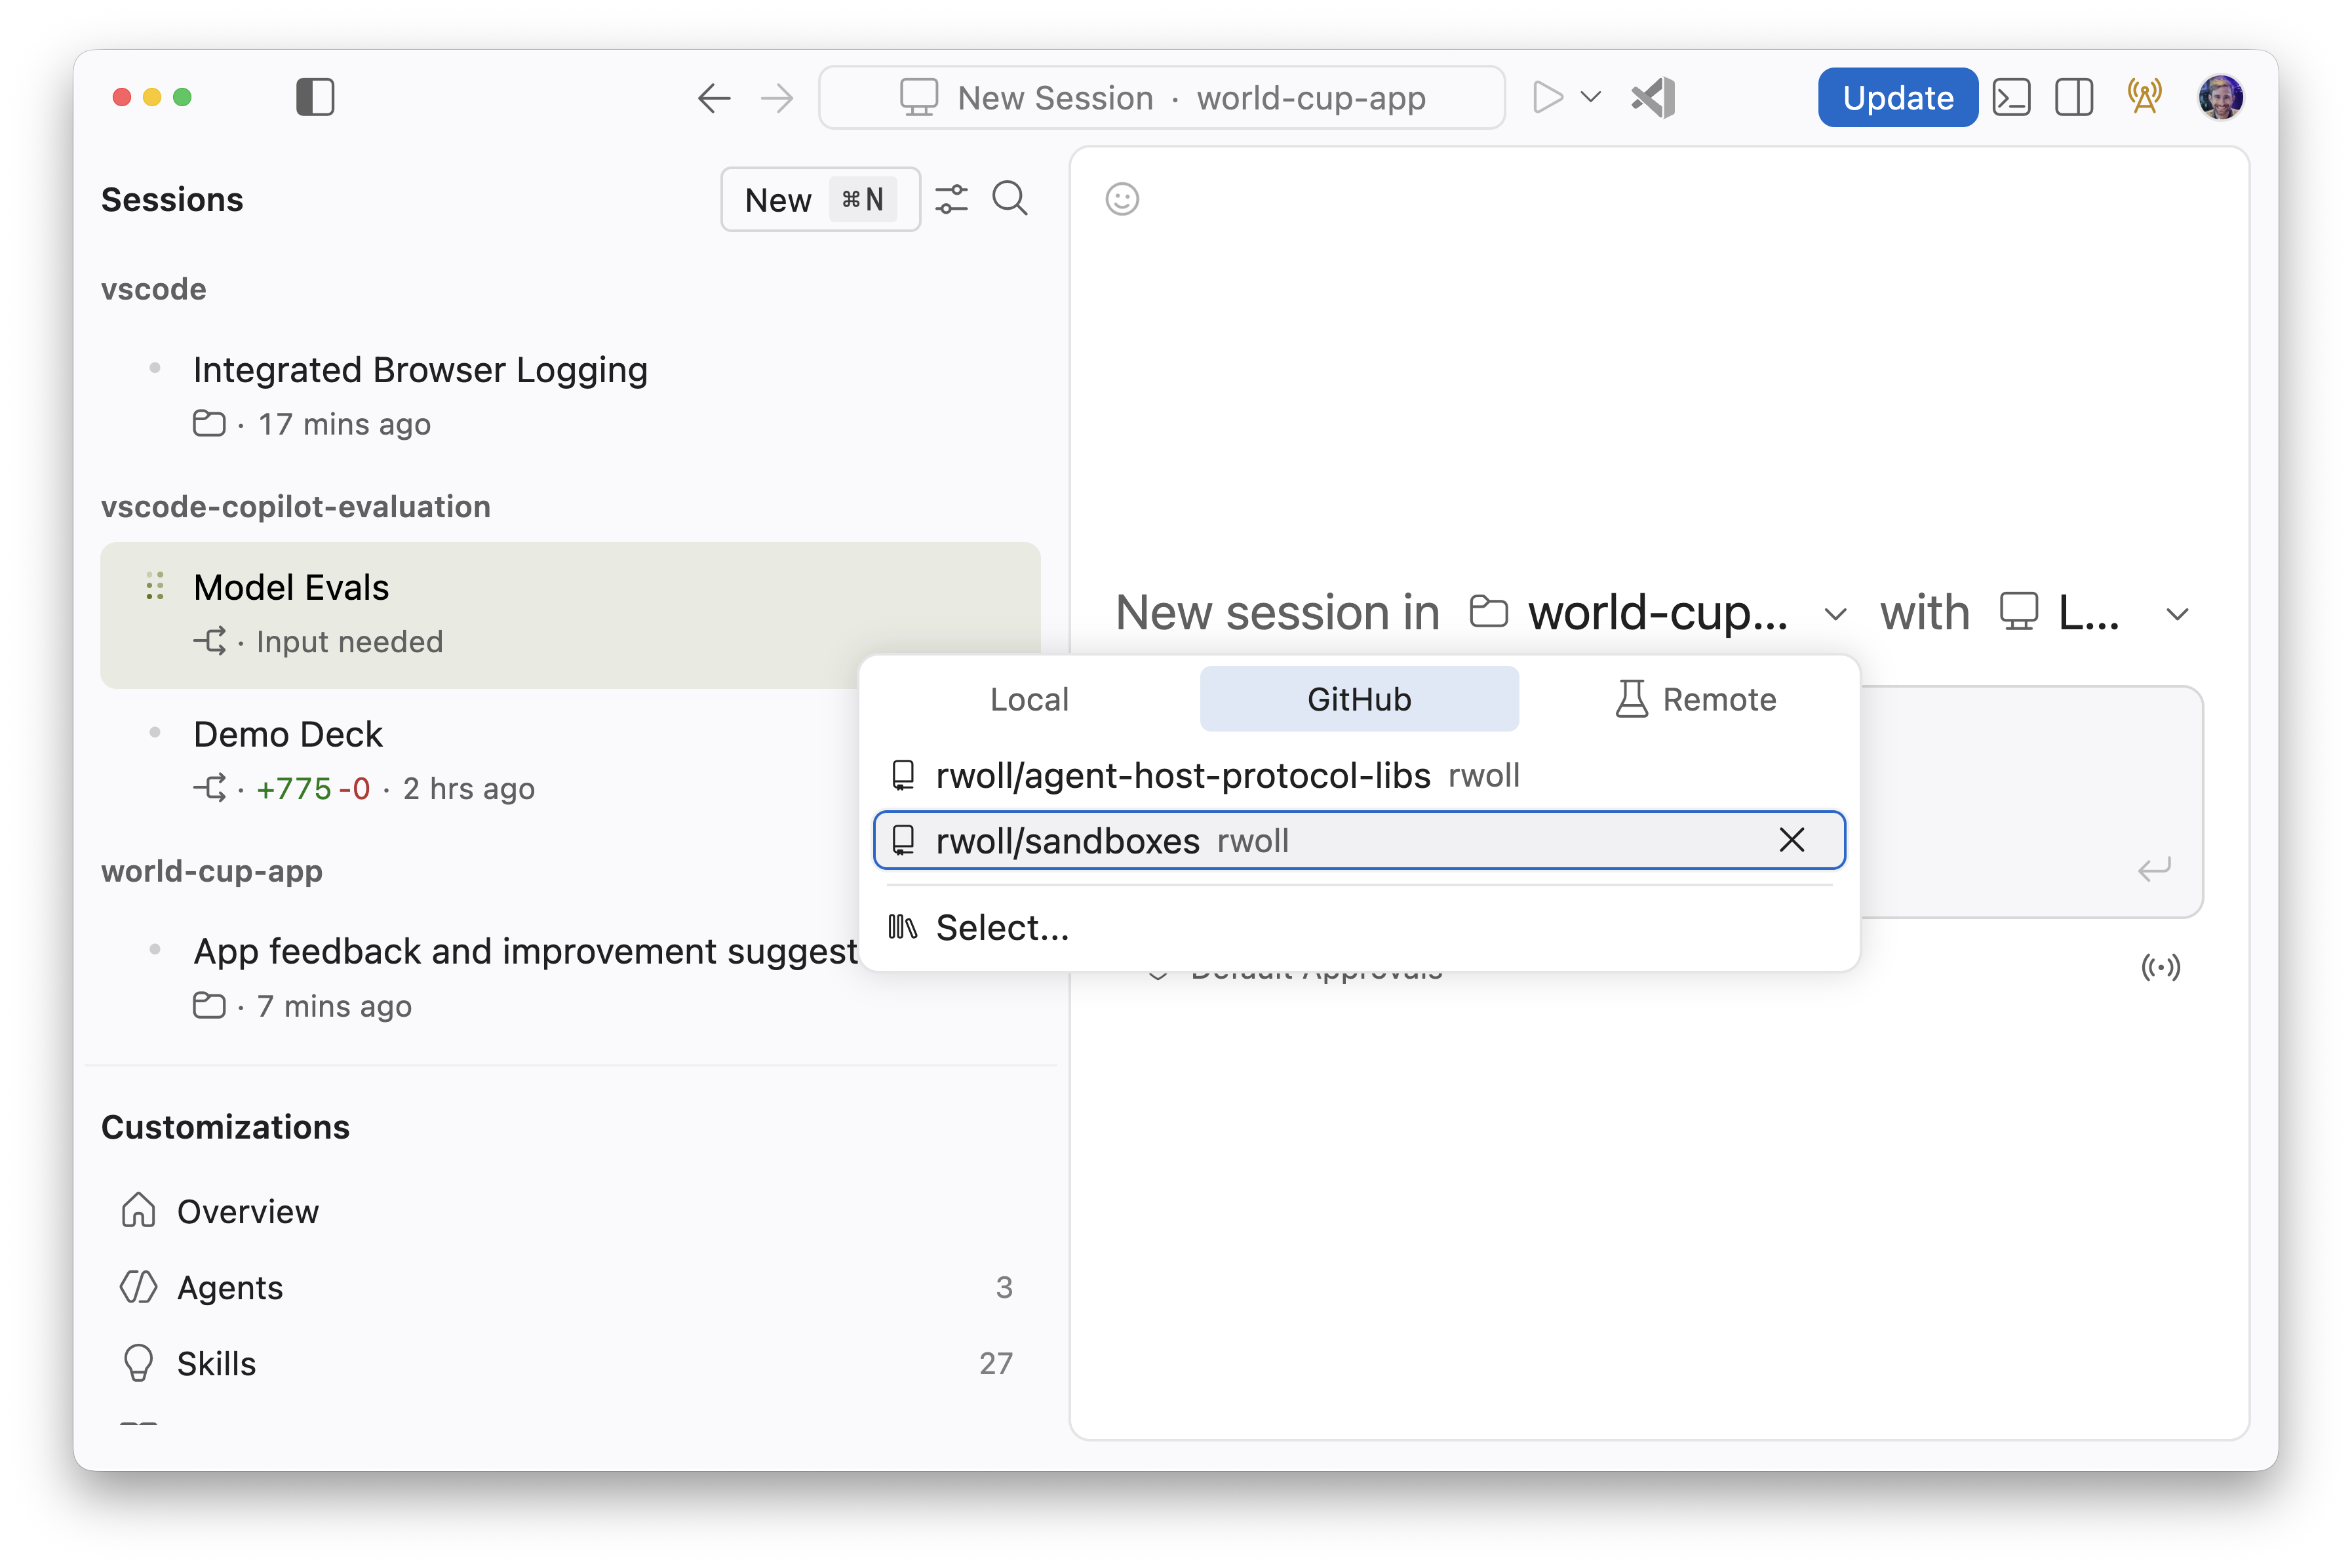 New Session · world-cup-app
Update
Sessions
New ⌘N
vscode
Integrated Browser Logging
· 17 mins ago
vscode-copilot-evaluation
Model Evals
· Input needed
Demo Deck
· +775 -0 · 2 hrs ago
world-cup-app
App feedback and improvement suggest
· 7 mins ago
Customizations
Overview
Agents 3
Skills 27
New session in world-cup... with L...
Local GitHub Remote
rwoll/agent-host-protocol-libs rwoll
rwoll/sandboxes rwoll
Select...
Default Approvals